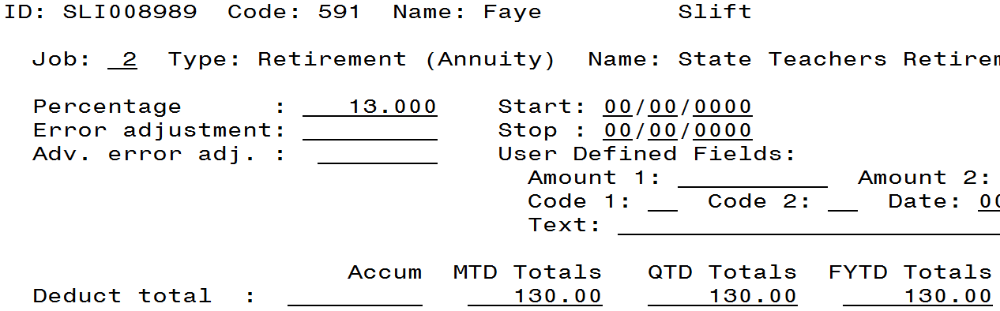 ID: SLI008989 Code: 591 Name: Faye Slift
Job: 2 Type: Retirement (Annuity) Name: State Teachers
Percentage : 13.000 Start: 00/00/0000
Error adjustment: Stop : 00/00/0000
Adv. error adj. : User Defined Fields:
Amount 1: Amount 2:
Code 1: Code 2: Date:
Text:
Accum MTD Totals QTD Totals FYTD Totals
Deduct total : 130.00 130.00 130.00